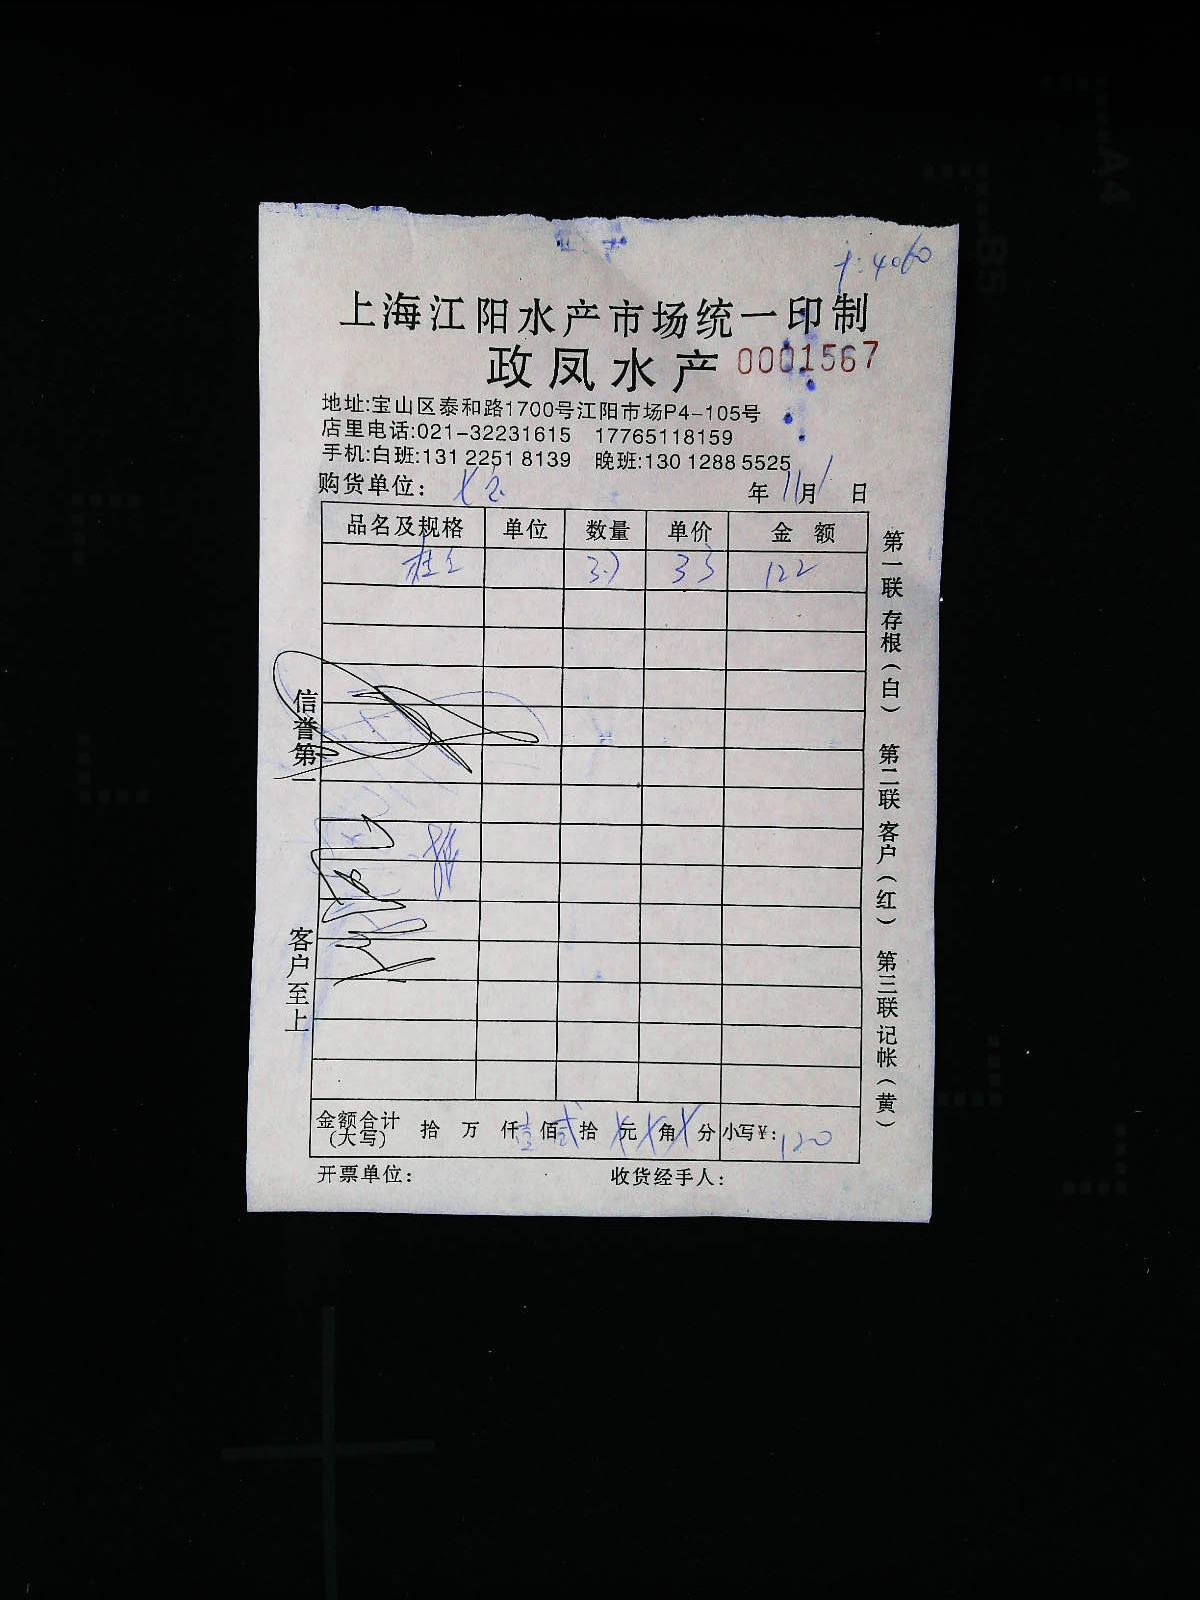 4060
上海江阳水产市场统一印制
政凤水产 0001567
地址:宝山区泰和路1700号江阳市场P4-105号
店里电话:021-32231615 17765118159
手机:白班:131 2251 8139 晚班:130 1288 5525
购货单位: 年 11月 1 日
品名及规格 单位 数量 单价 金额
3.7 33 122
信誉第一
客户至上
第一联 存根(白) 第二联 客户(红) 第三联 记帐(黄)
金额合计(大写) 拾 万 仟 壹 佰 贰 拾 元 角 分 小写¥: 120
开票单位: 收货经手人: